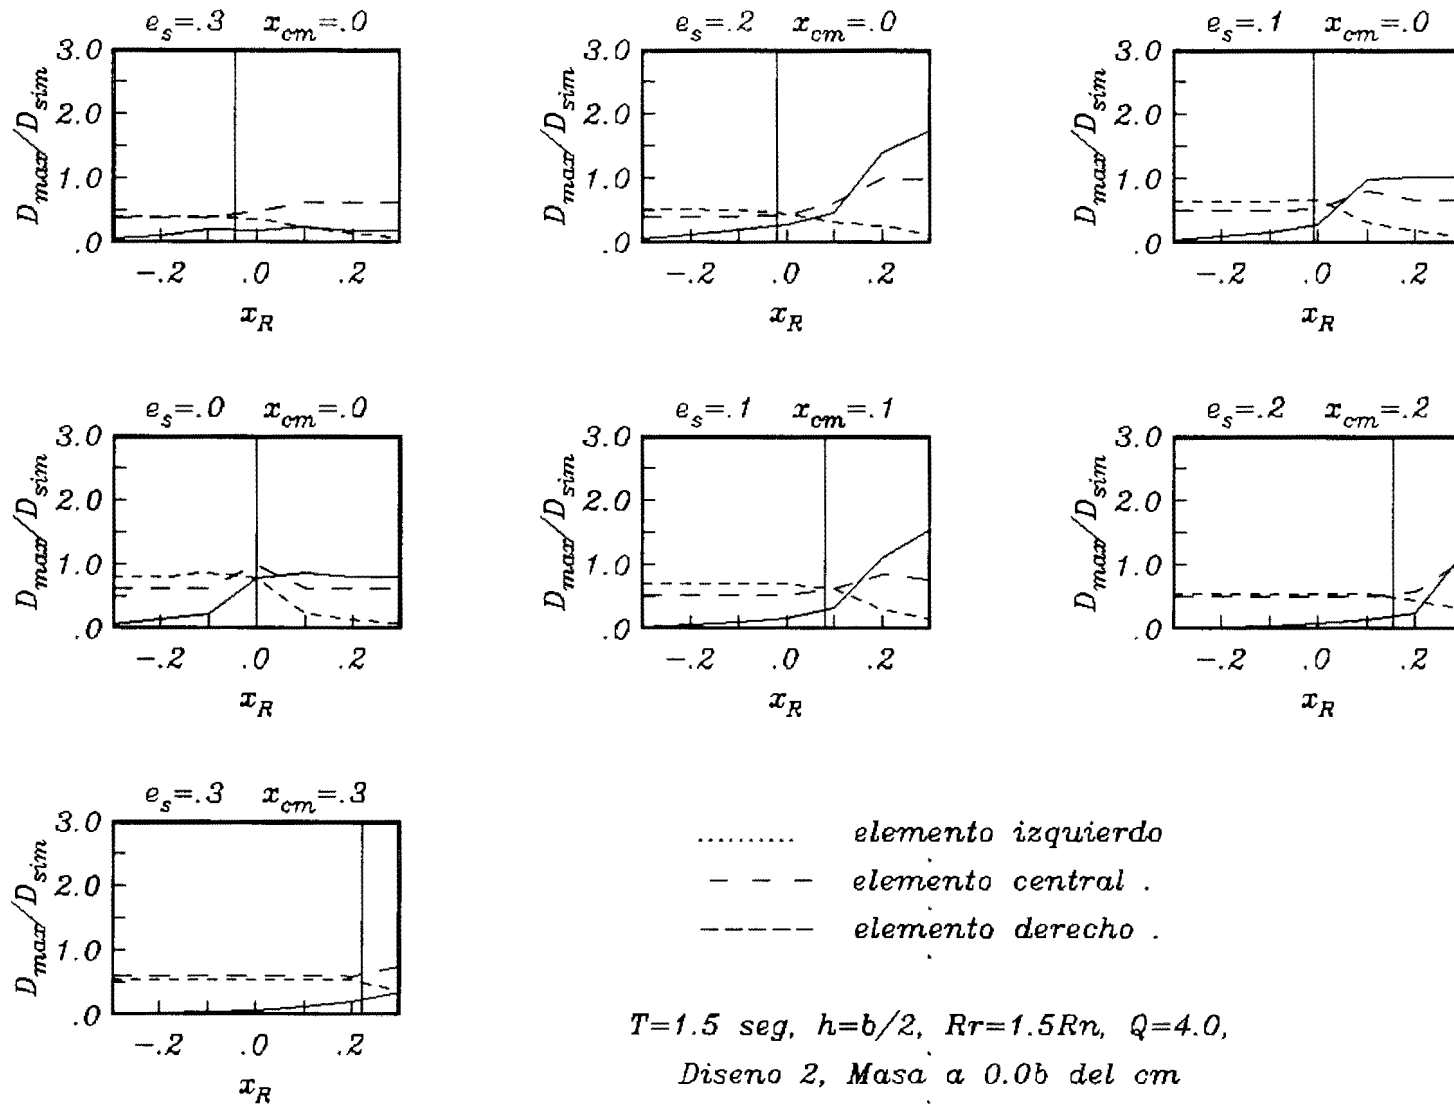 e_s=.3 x_cm=.0
3.0
2.0
1.0
.0
D_max/D_sim
-.2 .0 .2
x_R
e_s=.2 x_cm=.0
3.0
2.0
1.0
.0
D_max/D_sim
-.2 .0 .2
x_R
e_s=.1 x_cm=.0
3.0
2.0
1.0
.0
D_max/D_sim
-.2 .0 .2
x_R
e_s=.0 x_cm=.0
3.0
2.0
1.0
.0
D_max/D_sim
-.2 .0 .2
x_R
e_s=.1 x_cm=.1
3.0
2.0
1.0
.0
D_max/D_sim
-.2 .0 .2
x_R
e_s=.2 x_cm=.2
3.0
2.0
1.0
.0
D_max/D_sim
-.2 .0 .2
x_R
e_s=.3 x_cm=.3
3.0
2.0
1.0
.0
D_max/D_sim
-.2 .0 .2
x_R
elemento izquierdo
elemento central .
elemento derecho .
T=1.5 seg, h=b/2, Rr=1.5Rn, Q=4.0,
Diseno 2, Masa a 0.0b del cm